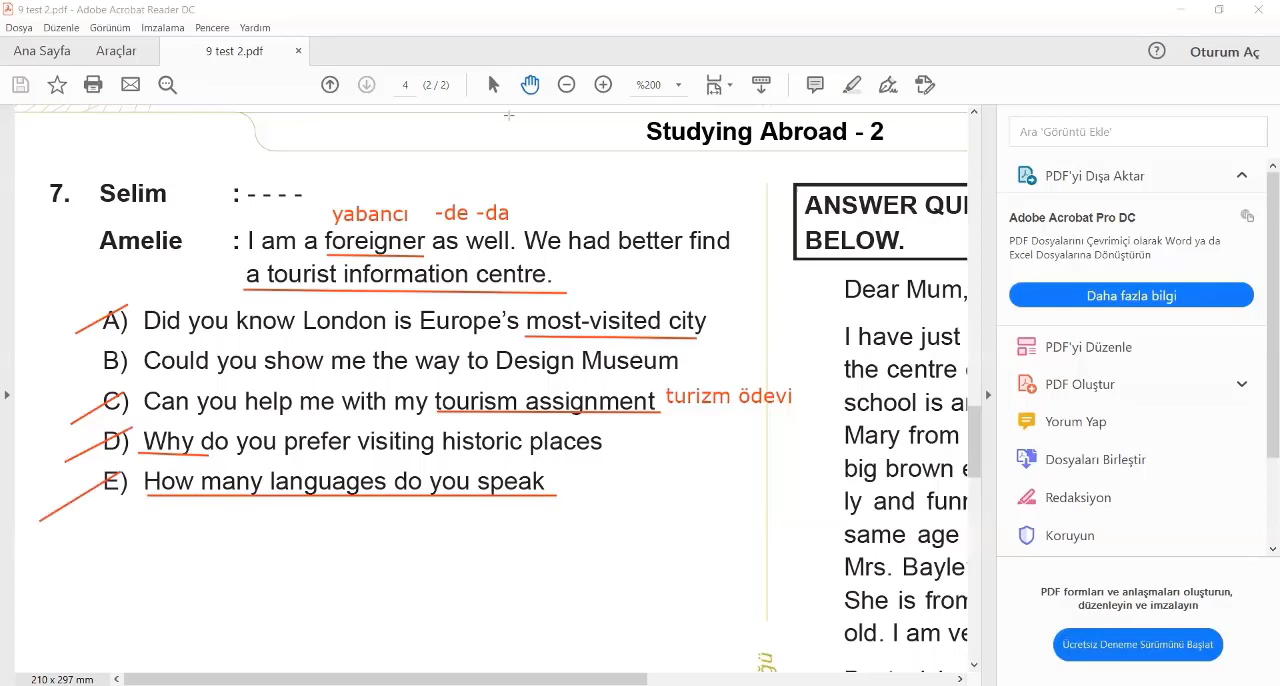 9 test 2.pdf - Adobe Acrobat Reader DC
Dosya Düzenle Görünüm Imzalama Pencere Yardım
Ana Sayfa Araçlar 9 test 2.pdf × Oturum Aç
4 (2 / 2) %200
Studying Abroad - 2
7. Selim : - - - -
yabancı -de -da
Amelie : I am a foreigner as well. We had better find
a tourist information centre.
A) Did you know London is Europe's most-visited city
B) Could you show me the way to Design Museum
C) Can you help me with my tourism assignment turizm ödevi
D) Why do you prefer visiting historic places
E) How many languages do you speak
ANSWER QUE
BELOW.
Dear Mum,
I have just
the centre
school is a
Mary from
big brown e
ly and funn
same age
Mrs. Bayle
She is from
old. I am ve
ğü
210 x 297 mm
Ara 'Görüntü Ekle'
PDF'yi Dışa Aktar
Adobe Acrobat Pro DC
PDF Dosyalarını Çevrimiçi olarak Word ya da
Excel Dosyalarına Dönüştürün
Daha fazla bilgi
PDF'yi Düzenle
PDF Oluştur
Yorum Yap
Dosyaları Birleştir
Redaksiyon
Koruyun
PDF formları ve anlaşmaları oluşturun,
düzenleyin ve imzalayın
Ücretsiz Deneme Sürümünü Başlat